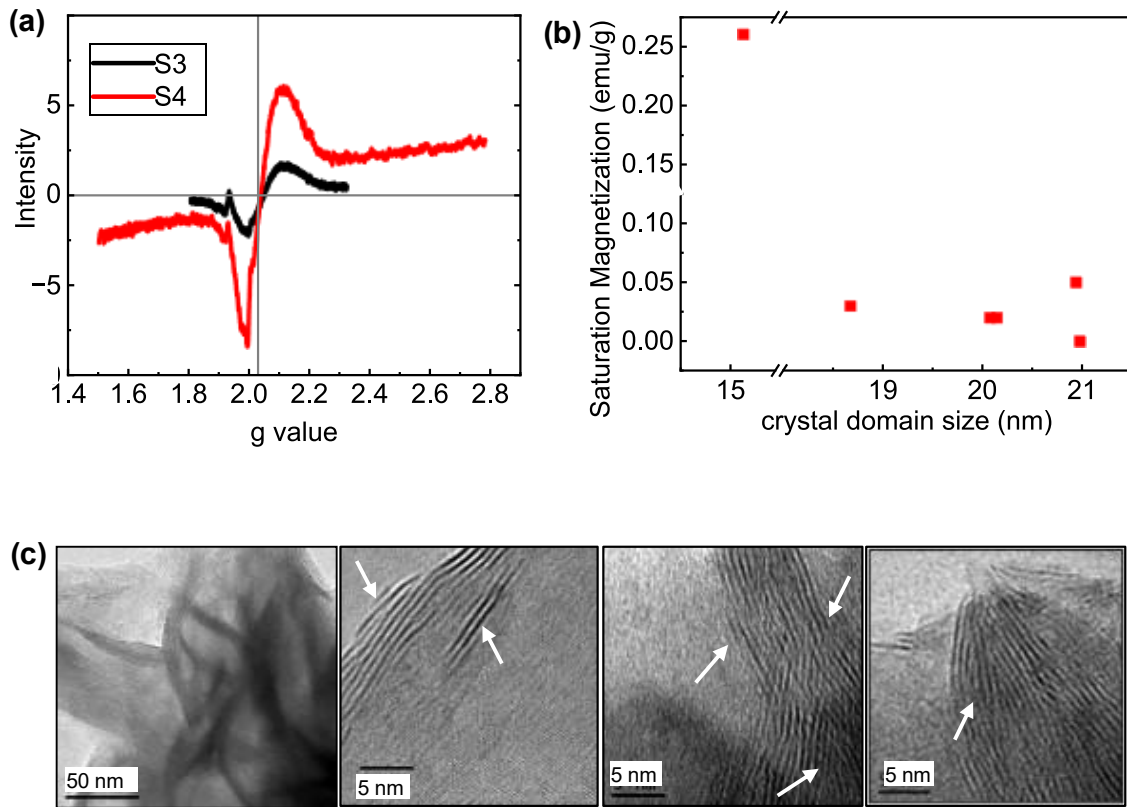 (a)
S3
S4
Intensity
5
0
−5
1.4 1.6 1.8 2.0 2.2 2.4 2.6 2.8
g value
(b)
Saturation Magnetization (emu/g)
0.25
0.20
0.15
0.10
0.05
0.00
15 19 20 21
crystal domain size (nm)
(c)
50 nm
5 nm
5 nm
5 nm